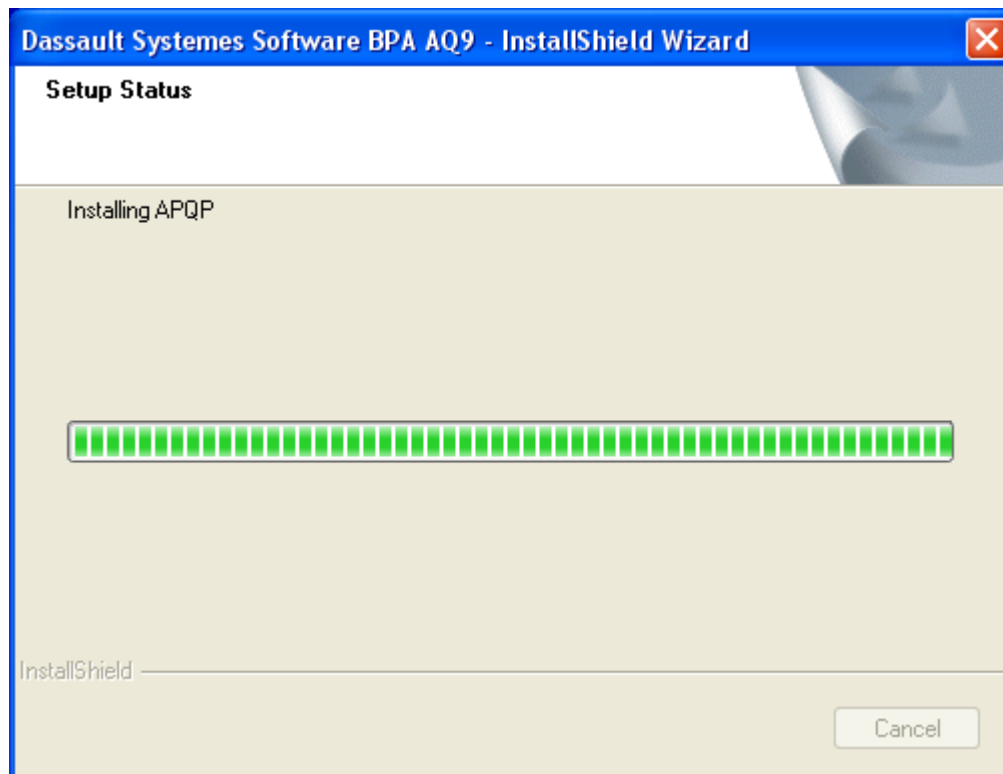 Dassault Systemes Software BPA AQ9 - InstallShield Wizard
Setup Status
Installing APQP
InstallShield
Cancel